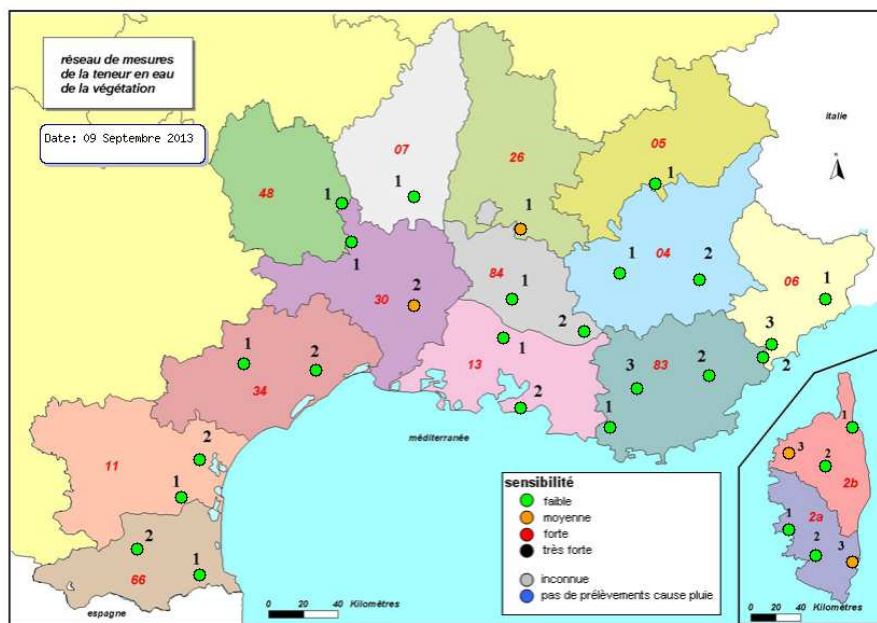 réseau de mesures
de la teneur en eau
de la végétation
Date: 09 Septembre 2013
italie
N
07
26
05
48
1
1
1
1
04
1
2
06
1
84
1
30
2
1
2
3
2
13
1
2
83
3
2
1
34
1
2
méditerranée
11
2
1
66
2
1
espagne
sensibilité
faible
moyenne
forte
très forte
inconnue
pas de prélèvements cause pluie
0 20 40 Kilomètres
1
3
2
2b
1
2a
2
3
0 20 40 Kilomètres